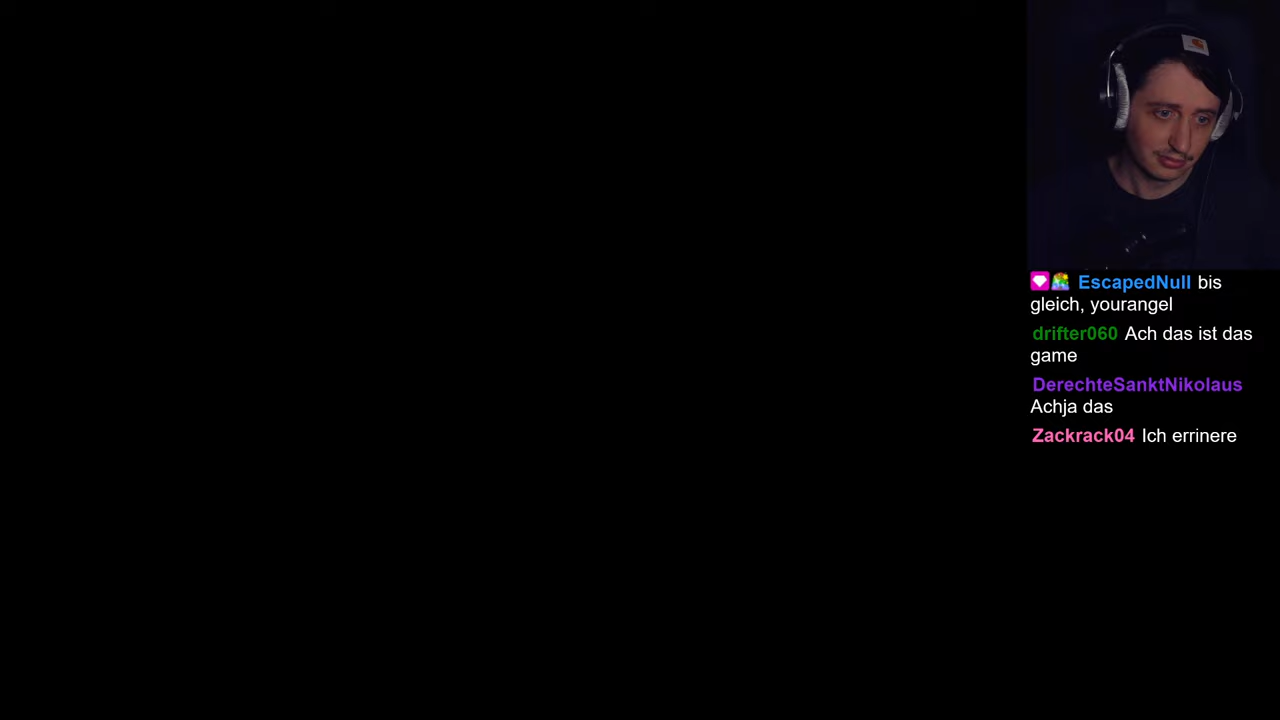 EscapedNull bis
gleich, yourangel
drifter060 Ach das ist das
game
DerechteSanktNikolaus
Achja das
Zackrack04 Ich errinere